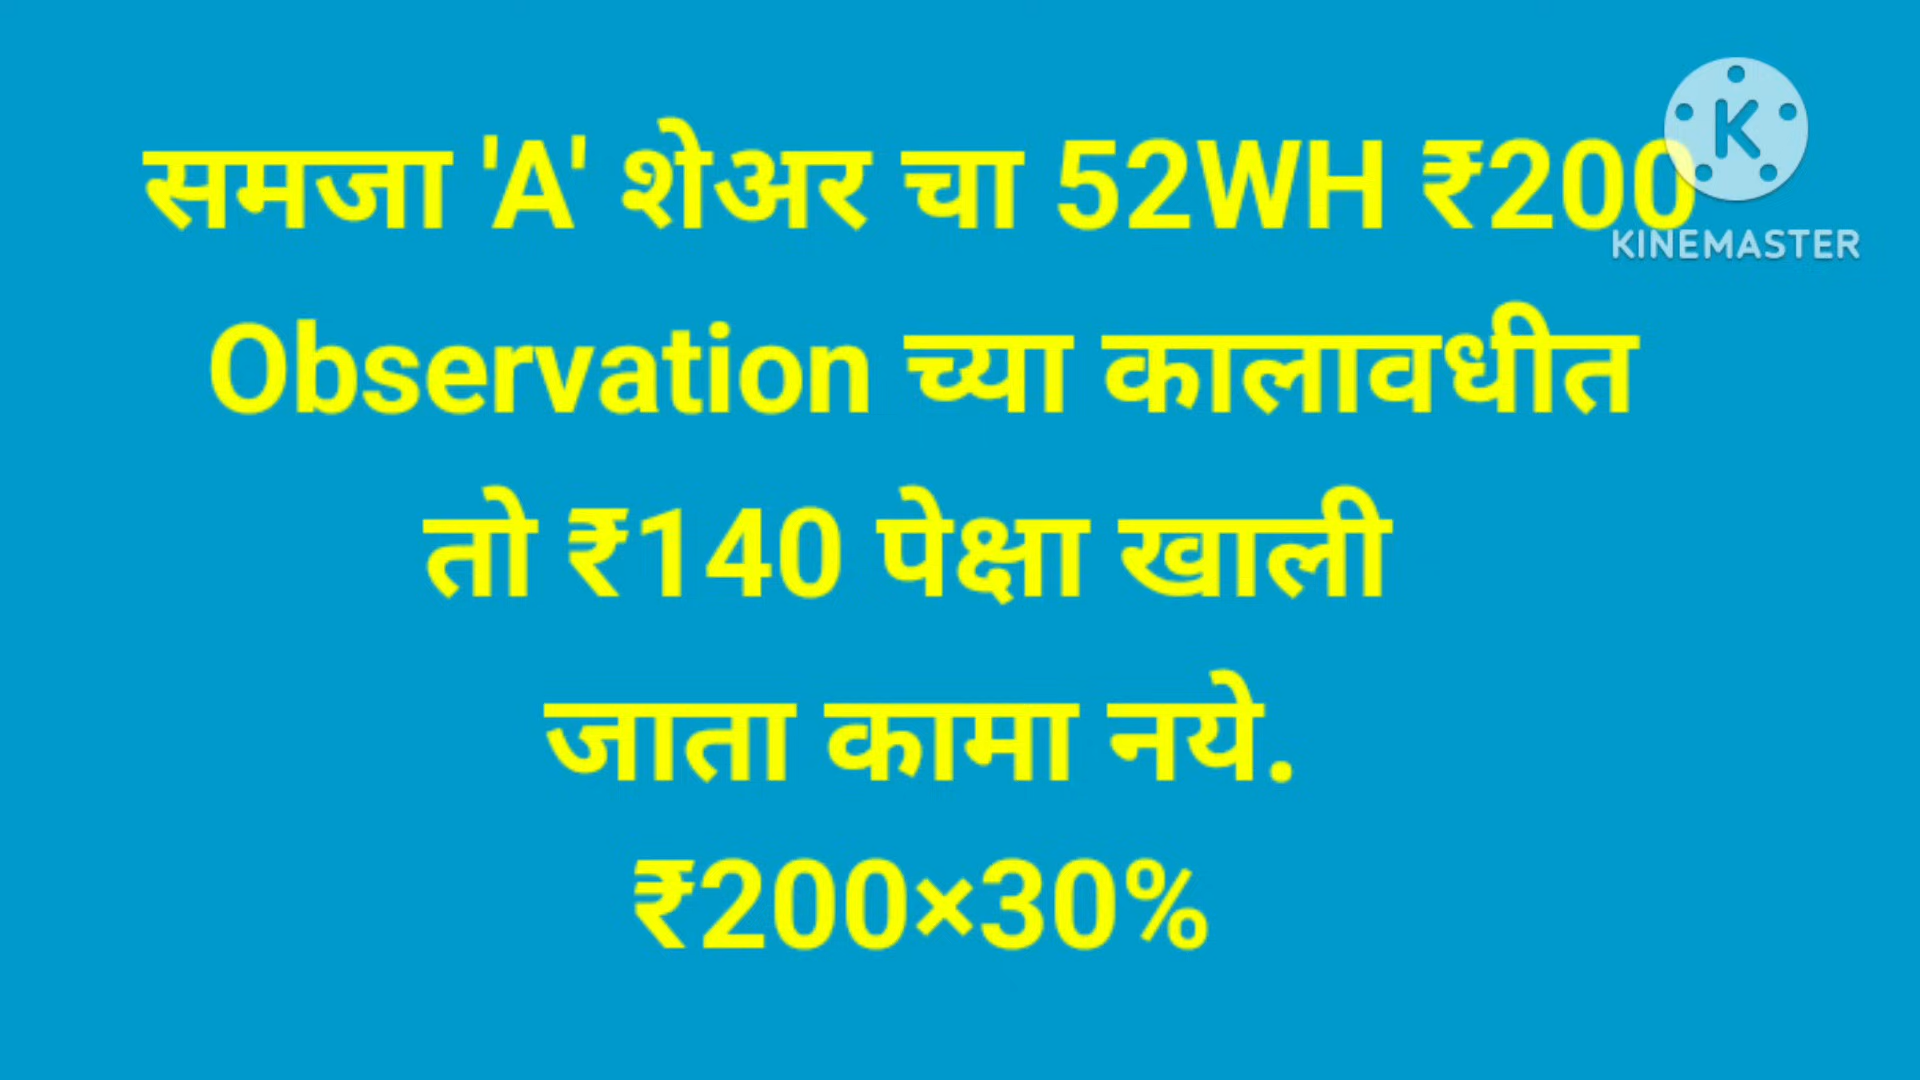 समजा 'A' शेअर चा 52WH ₹200
KINEMASTER
Observation च्या कालावधीत
तो ₹140 पेक्षा खाली
जाता कामा नये.
₹200×30%